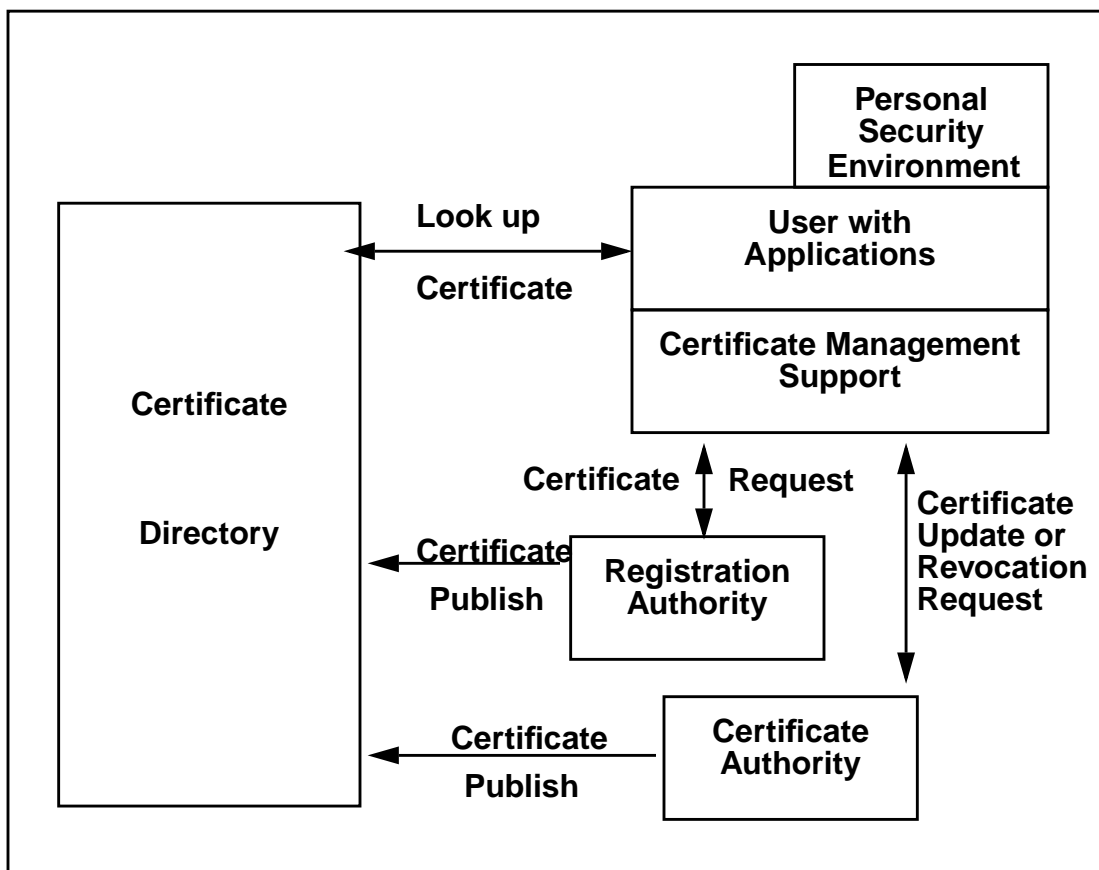 Personal
Security
Environment
Look up
Certificate
User with
Applications
Certificate Management
Support
Certificate
Directory
Certificate Request
Certificate
Update or
Revocation
Request
Certificate
Publish
Registration
Authority
Certificate
Publish
Certificate
Authority